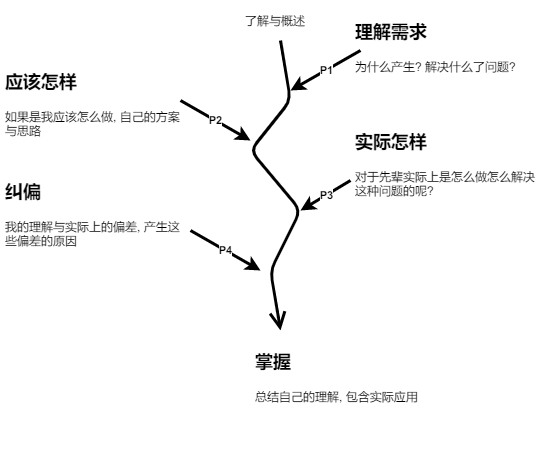 了解与概述
理解需求
为什么产生? 解决什么了问题?
P1
应该怎样
如果是我应该怎么做, 自己的方案
与思路
P2
实际怎样
对于先辈实际上是怎么做怎么解决
这种问题的呢?
P3
纠偏
我的理解与实际上的偏差, 产生这
些偏差的原因
P4
掌握
总结自己的理解, 包含实际应用